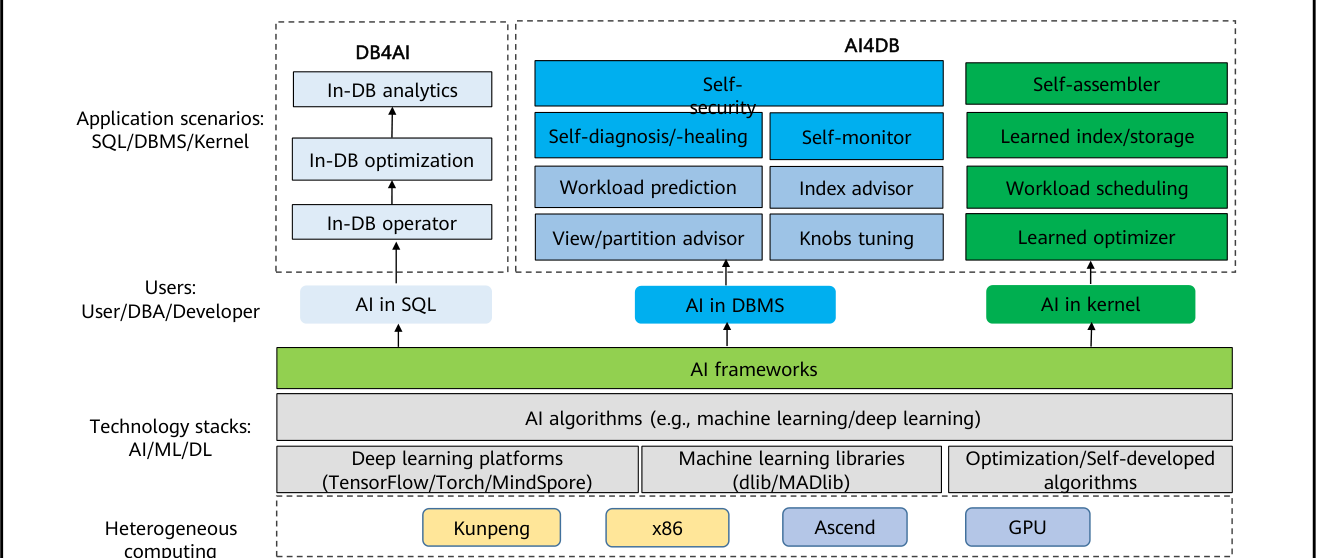 DB4AI
AI4DB
Application scenarios:
SQL/DBMS/Kernel
In-DB analytics
In-DB optimization
In-DB operator
Self-
security
Self-diagnosis/-healing
Self-monitor
Workload prediction
Index advisor
View/partition advisor
Knobs tuning
Self-assembler
Learned index/storage
Workload scheduling
Learned optimizer
Users:
User/DBA/Developer
AI in SQL
AI in DBMS
AI in kernel
AI frameworks
Technology stacks:
AI/ML/DL
AI algorithms (e.g., machine learning/deep learning)
Deep learning platforms
(TensorFlow/Torch/MindSpore)
Machine learning libraries
(dlib/MADlib)
Optimization/Self-developed
algorithms
Heterogeneous
computing
Kunpeng
x86
Ascend
GPU